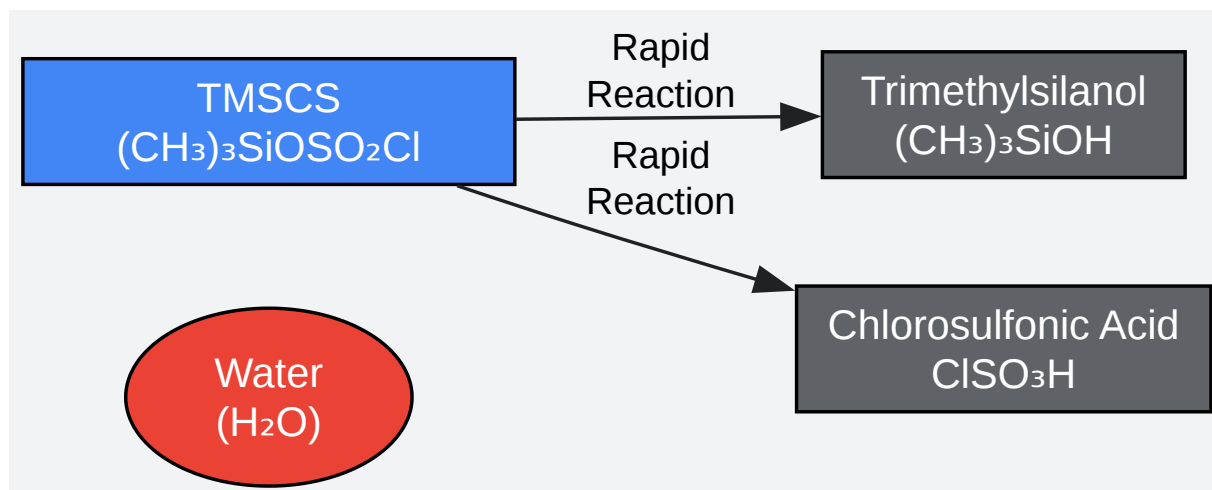 TMSCS
(CH₃)₃SiOSO₂Cl
Rapid
Reaction
Trimethylsilanol
(CH₃)₃SiOH
Rapid
Reaction
Chlorosulfonic Acid
ClSO₃H
Water
(H₂O)